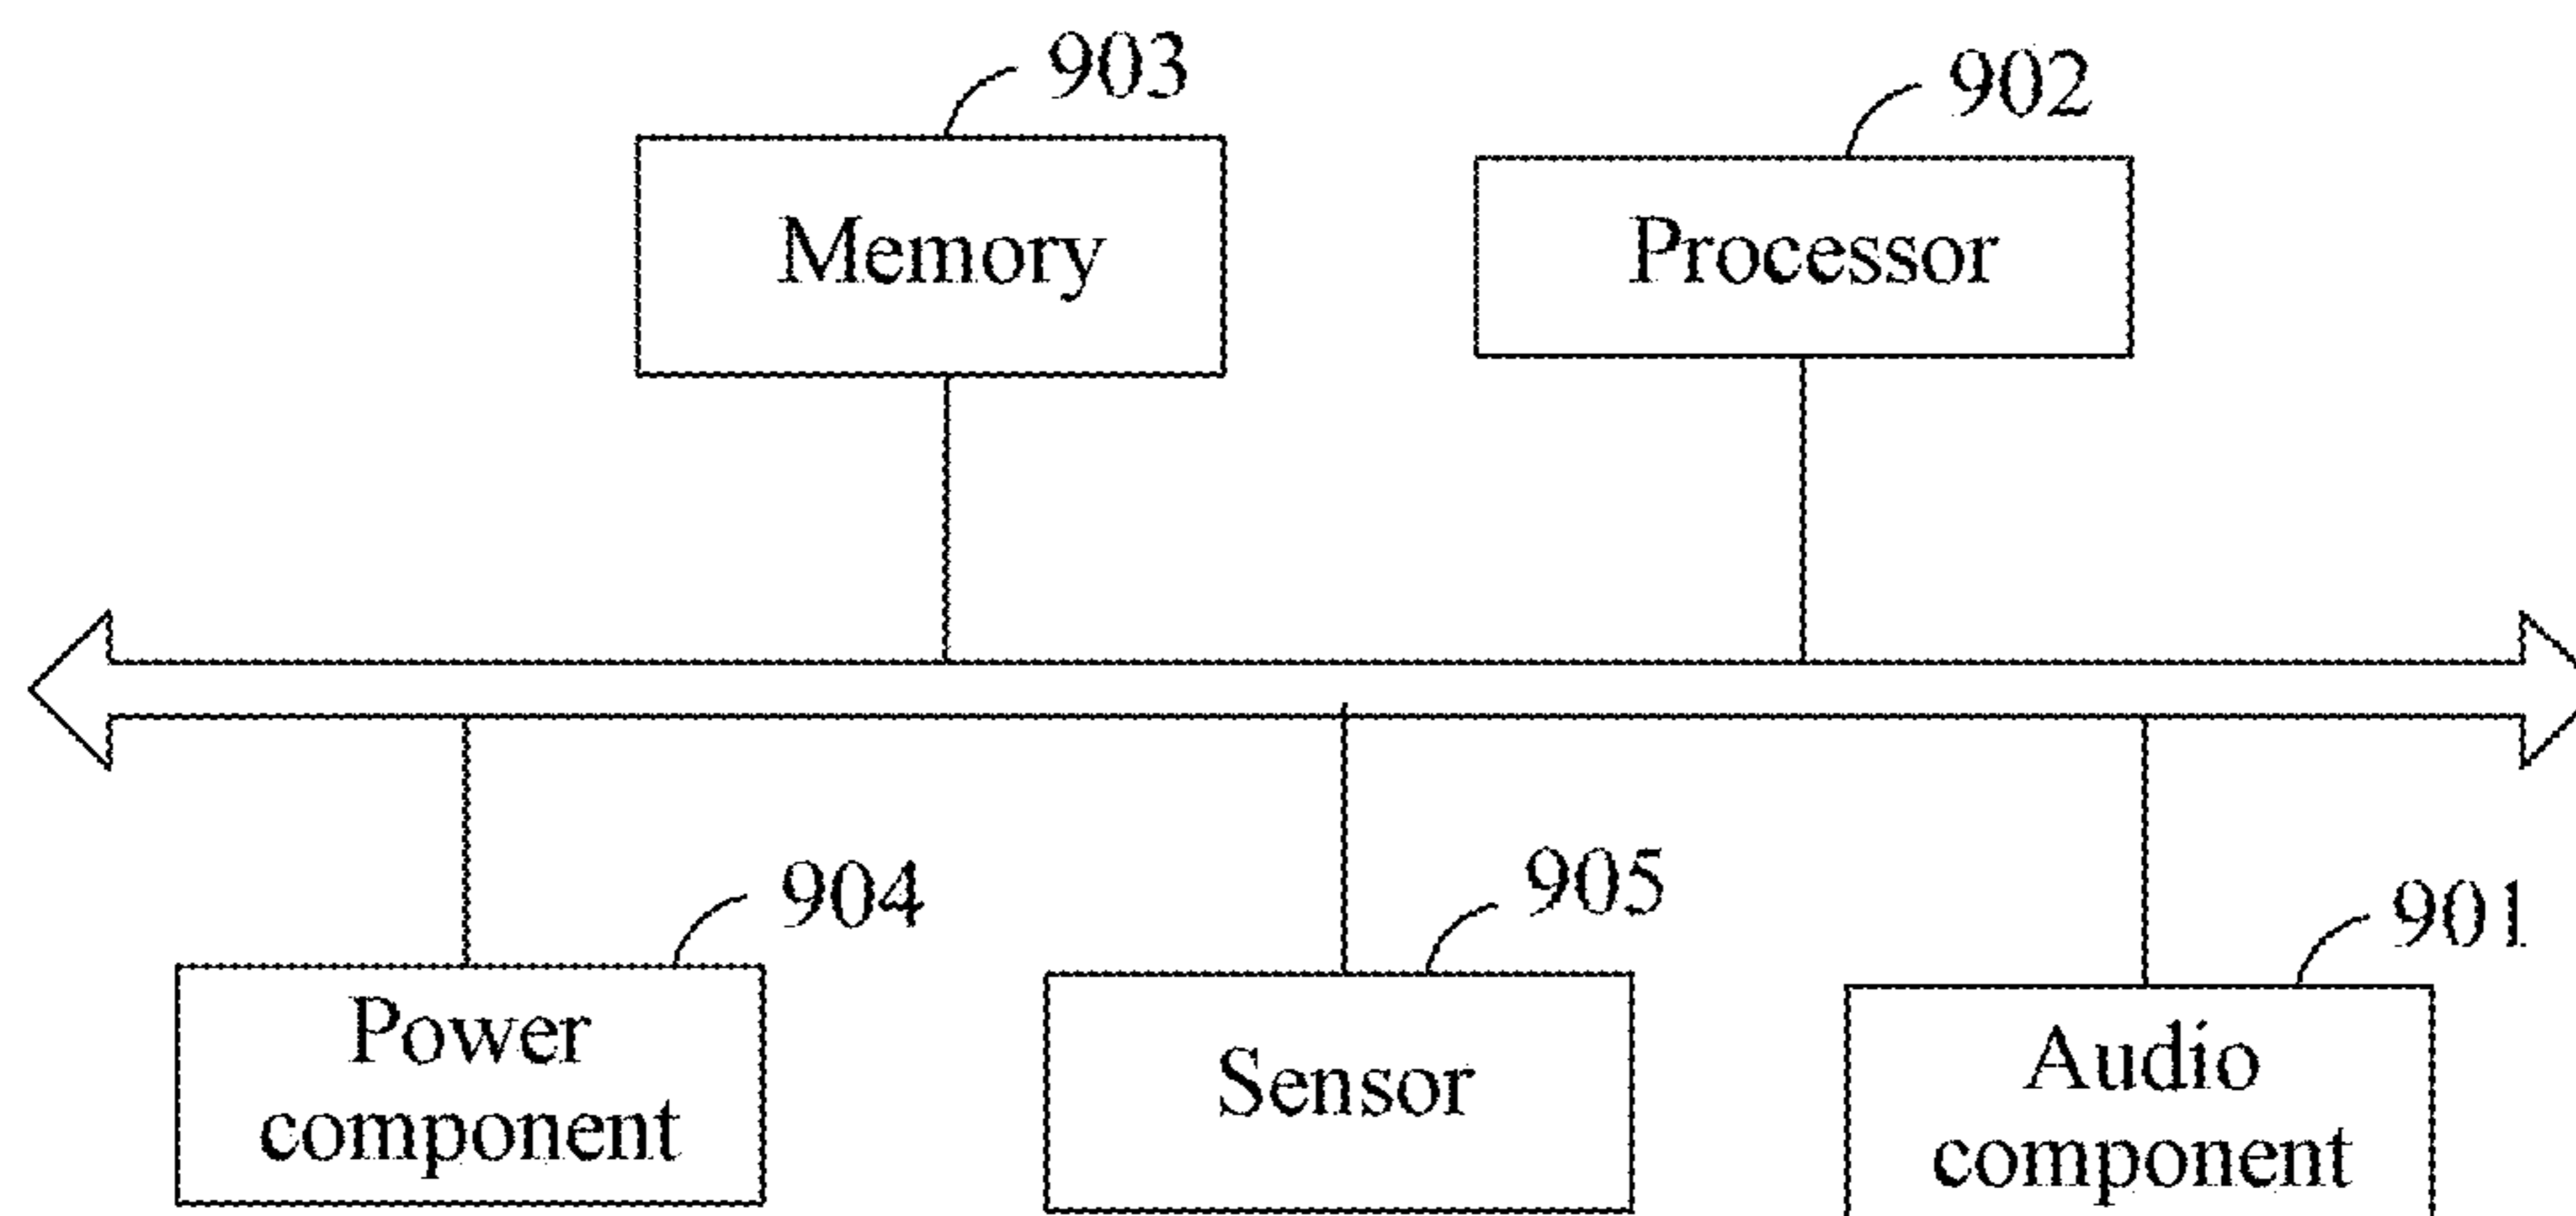 903
902
Memory
Processor
904
905
901
Power
component
Sensor
Audio
component